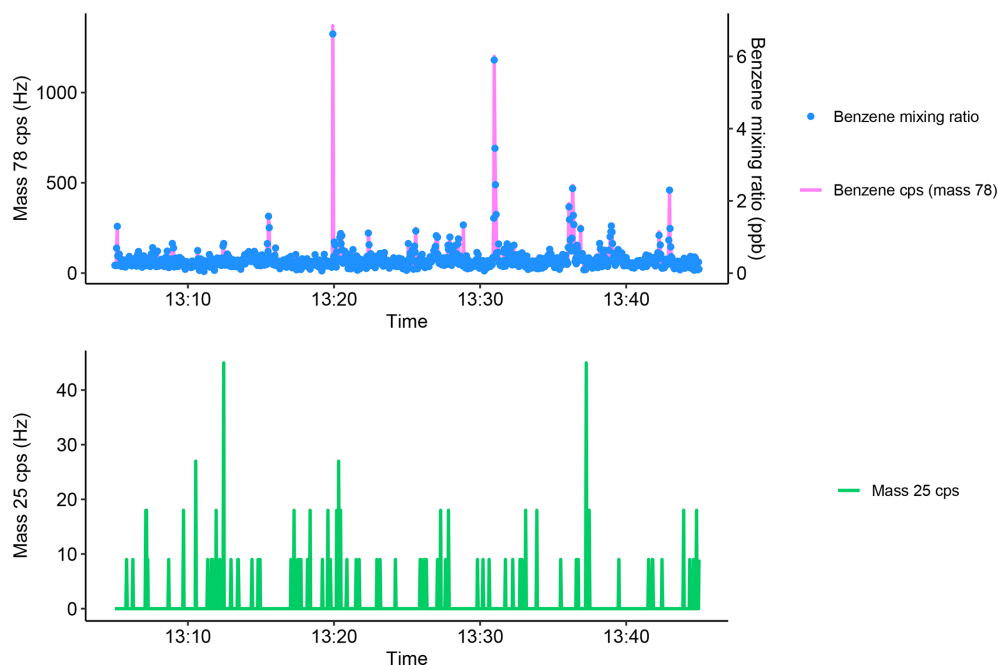 Mass 78 cps (Hz)
1000
500
0
6
4
2
0
Benzene mixing ratio (ppb)
13:10 13:20 13:30 13:40
Time
Benzene mixing ratio
Benzene cps (mass 78)
Mass 25 cps (Hz)
40
30
20
10
0
13:10 13:20 13:30 13:40
Time
Mass 25 cps